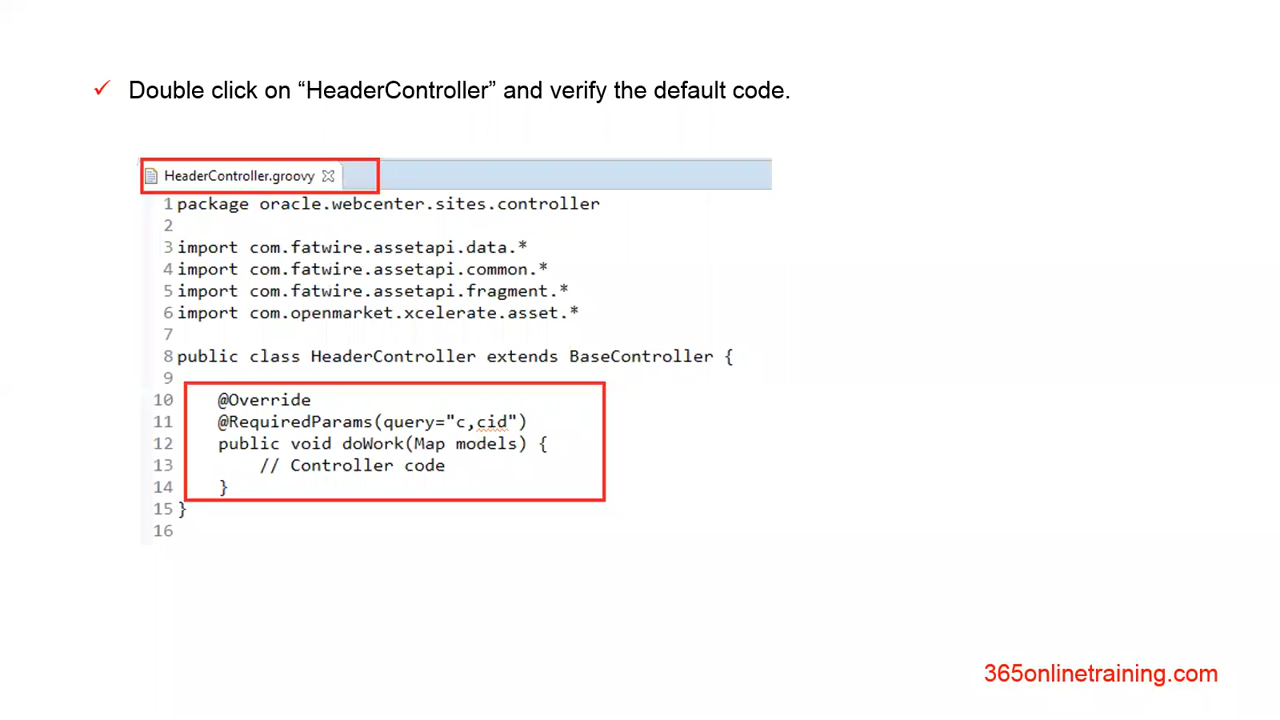 ✓ Double click on “HeaderController” and verify the default code.
HeaderController.groovy
1 package oracle.webcenter.sites.controller
2
3 import com.fatwire.assetapi.data.*
4 import com.fatwire.assetapi.common.*
5 import com.fatwire.assetapi.fragment.*
6 import com.openmarket.xcelerate.asset.*
7
8 public class HeaderController extends BaseController {
9
10     @Override
11     @RequiredParams(query="c,cid")
12     public void doWork(Map models) {
13         // Controller code
14     }
15 }
16
365onlinetraining.com